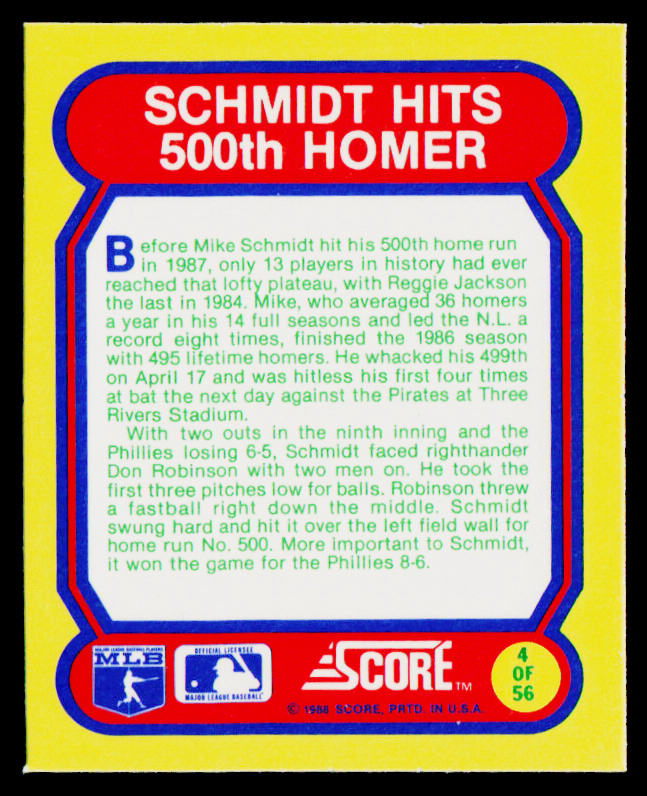 SCHMIDT HITS
500th HOMER
Before Mike Schmidt hit his 500th home run
in 1987, only 13 players in history had ever
reached that lofty plateau, with Reggie Jackson
the last in 1984. Mike, who averaged 36 homers
a year in his 14 full seasons and led the N.L. a
record eight times, finished the 1986 season
with 495 lifetime homers. He whacked his 499th
on April 17 and was hitless his first four times
at bat the next day against the Pirates at Three
Rivers Stadium.
With two outs in the ninth inning and the
Phillies losing 6-5, Schmidt faced righthander
Don Robinson with two men on. He took the
first three pitches low for balls. Robinson threw
a fastball right down the middle. Schmidt
swung hard and hit it over the left field wall for
home run No. 500. More important to Schmidt,
it won the game for the Phillies 8-6.
MAJOR LEAGUE BASEBALL PLAYERS
MLB
OFFICIAL LICENSEE
MAJOR LEAGUE BASEBALL
SCORE™
© 1988 SCORE, PRTD. IN U.S.A.
4
OF
56